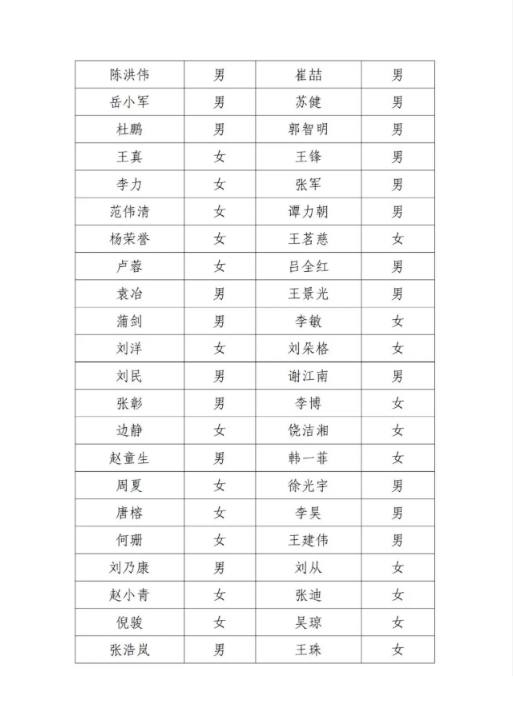 陈洪伟 男 崔喆 男
岳小军 男 苏健 男
杜鹏 男 郭智明 男
王真 女 王锋 男
李力 女 张军 男
范伟清 女 谭力朝 男
杨荣誉 女 王茗慈 女
卢蓉 女 吕全红 男
袁冶 男 王景光 男
蒲剑 男 李敏 女
刘洋 女 刘朵格 女
刘民 男 谢江南 男
张彰 男 李博 女
边静 女 饶洁湘 女
赵童生 男 韩一菲 女
周夏 女 徐光宇 男
唐榕 女 李昊 男
何珊 女 王建伟 男
刘乃康 男 刘从 女
赵小青 女 张迪 女
倪骏 女 吴琼 女
张浩岚 男 王珠 女